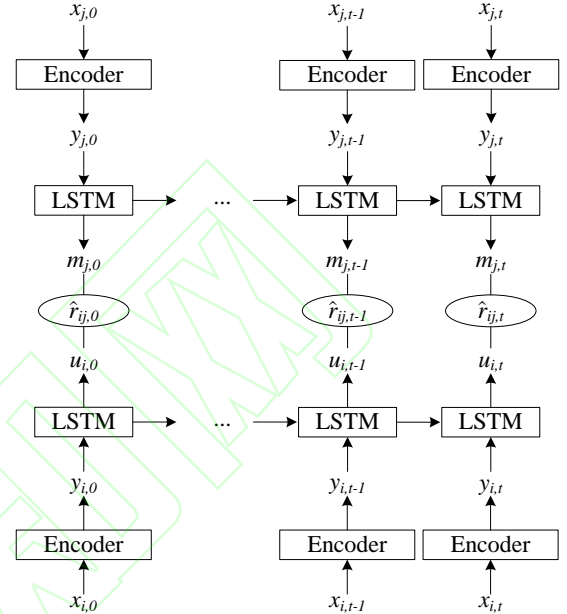 x_{j,0} x_{j,t-1} x_{j,t}
Encoder Encoder Encoder
y_{j,0} y_{j,t-1} y_{j,t}
LSTM ... LSTM LSTM
m_{j,0} m_{j,t-1} m_{j,t}
r̂_{ij,0} r̂_{ij,t-1} r̂_{ij,t}
u_{i,0} u_{i,t-1} u_{i,t}
LSTM ... LSTM LSTM
y_{i,0} y_{i,t-1} y_{i,t}
Encoder Encoder Encoder
x_{i,0} x_{i,t-1} x_{i,t}